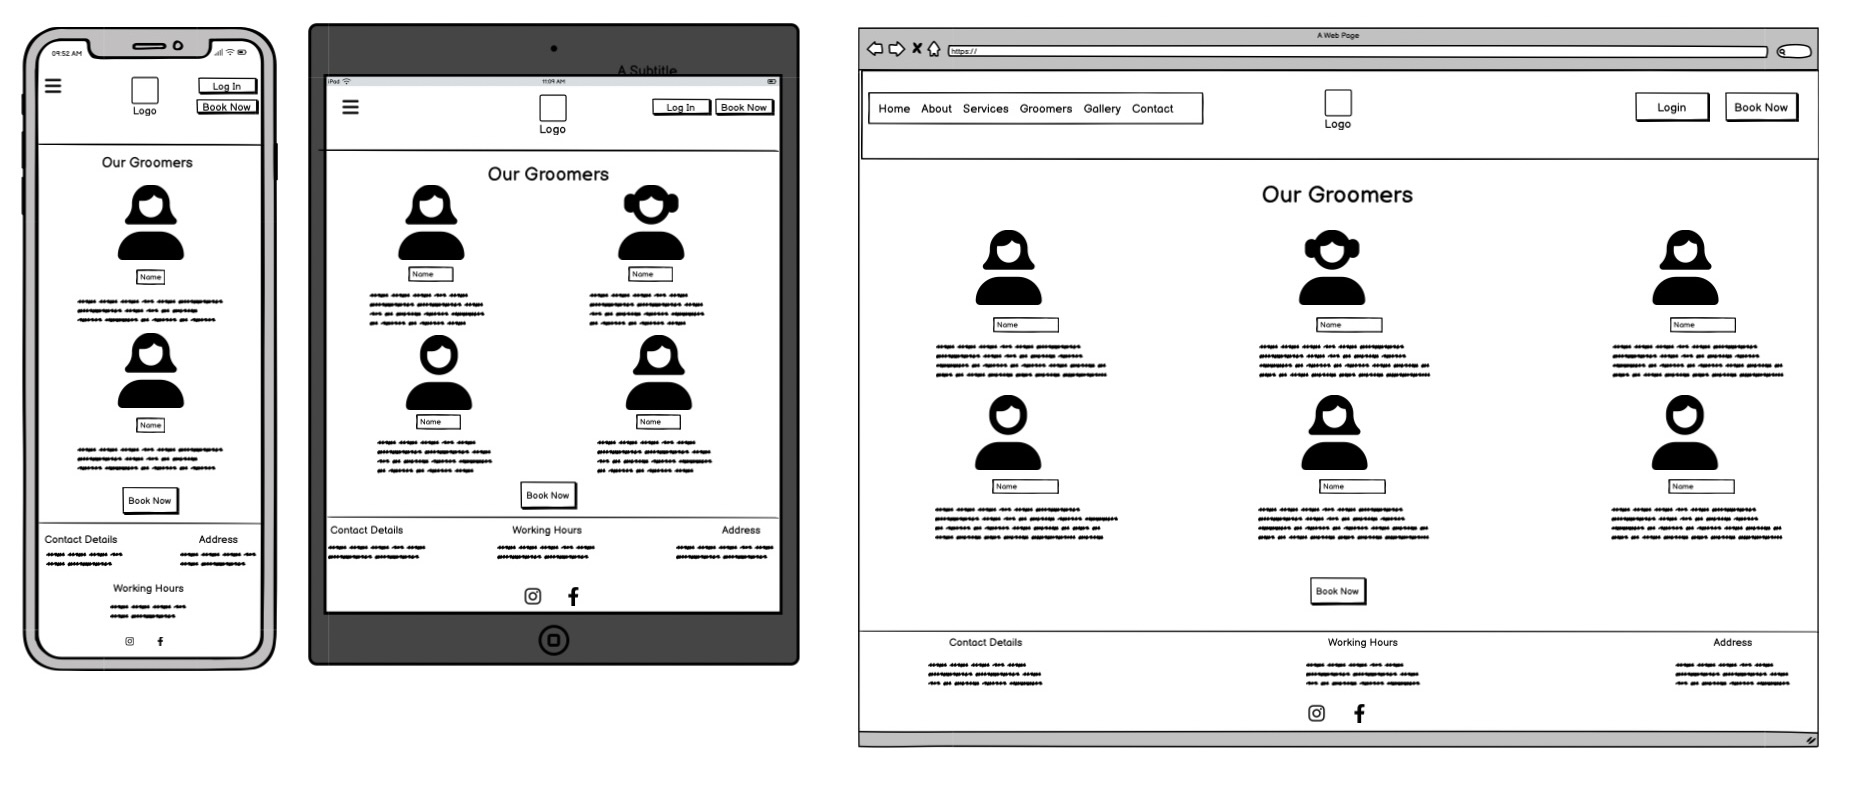 09:52 AM
Log In
Book Now
Logo
Our Groomers
Name
Name
Book Now
Contact Details
Address
Working Hours
A Subtitle
iPad
11:09 AM
Log In
Book Now
Logo
Our Groomers
Name
Name
Name
Name
Book Now
Contact Details
Working Hours
Address
A Web Page
https://
Home About Services Groomers Gallery Contact
Logo
Login
Book Now
Our Groomers
Name
Name
Name
Name
Name
Name
Book Now
Contact Details
Working Hours
Address